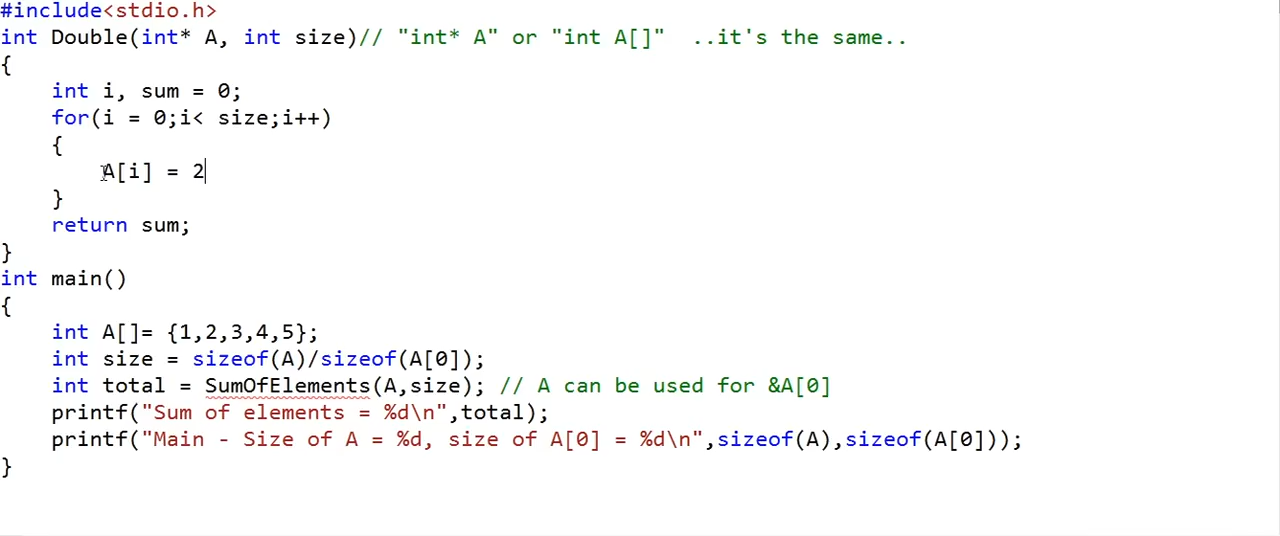 #include<stdio.h>
int Double(int* A, int size)// "int* A" or "int A[]"  ..it's the same..
{
    int i, sum = 0;
    for(i = 0;i< size;i++)
    {
        A[i] = 2
    }
    return sum;
}
int main()
{
    int A[]= {1,2,3,4,5};
    int size = sizeof(A)/sizeof(A[0]);
    int total = SumOfElements(A,size); // A can be used for &A[0]
    printf("Sum of elements = %d\n",total);
    printf("Main - Size of A = %d, size of A[0] = %d\n",sizeof(A),sizeof(A[0]));
}